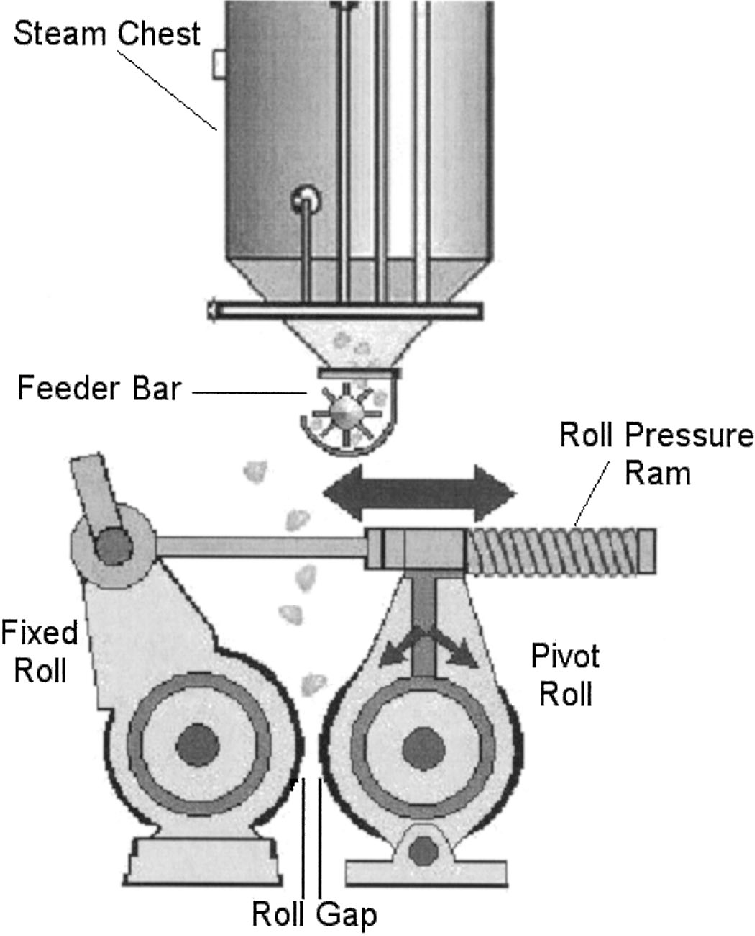 Steam Chest
Feeder Bar
Roll Pressure
Ram
Fixed
Roll
Pivot
Roll
Roll Gap